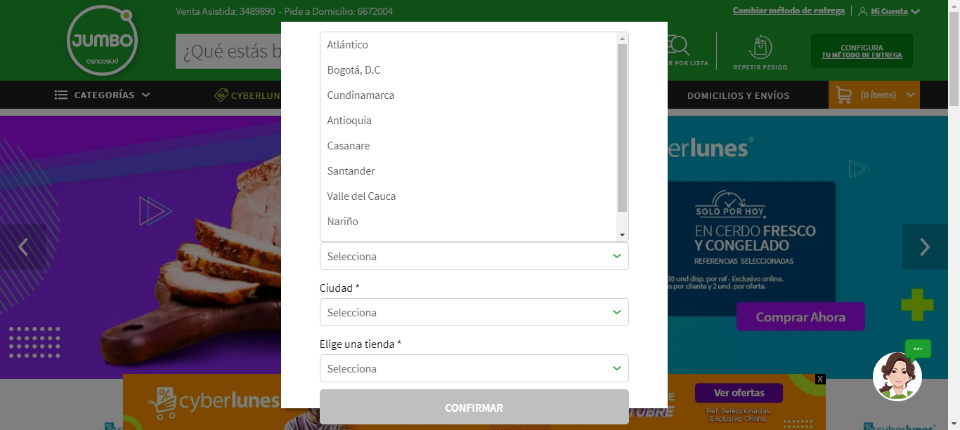 Venta Asistida: 3489890 - Pide a Domicilio: 6672004
Cambiar método de entrega
Mi Cuenta
JUMBO
cencosud
¿Qué estás b
R POR LISTA
REPETIR PEDIDO
CONFIGURA
TU MÉTODO DE ENTREGA
CATEGORÍAS
CYBERLUN
DOMICILIOS Y ENVÍOS
(0 ítems)
Atlántico
Bogotá, D.C
Cundinamarca
Antioquia
Casanare
Santander
Valle del Cauca
Nariño
Selecciona
Ciudad *
Selecciona
Elige una tienda *
Selecciona
CONFIRMAR
erlunes
SOLO POR HOY
EN CERDO FRESCO
Y CONGELADO
REFERENCIAS SELECCIONADAS
90 und disp. por ref - Exclusivo online.
s por cliente y 2 und. por oferta.
Comprar Ahora
X
cyberlunes
E
TUBRE
Ver ofertas
Ref. Seleccionadas
Exclusivo Online.
cyberlunes